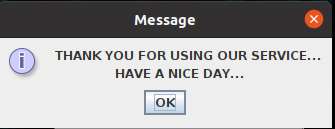 Message
THANK YOU FOR USING OUR SERVICE...
HAVE A NICE DAY...
OK